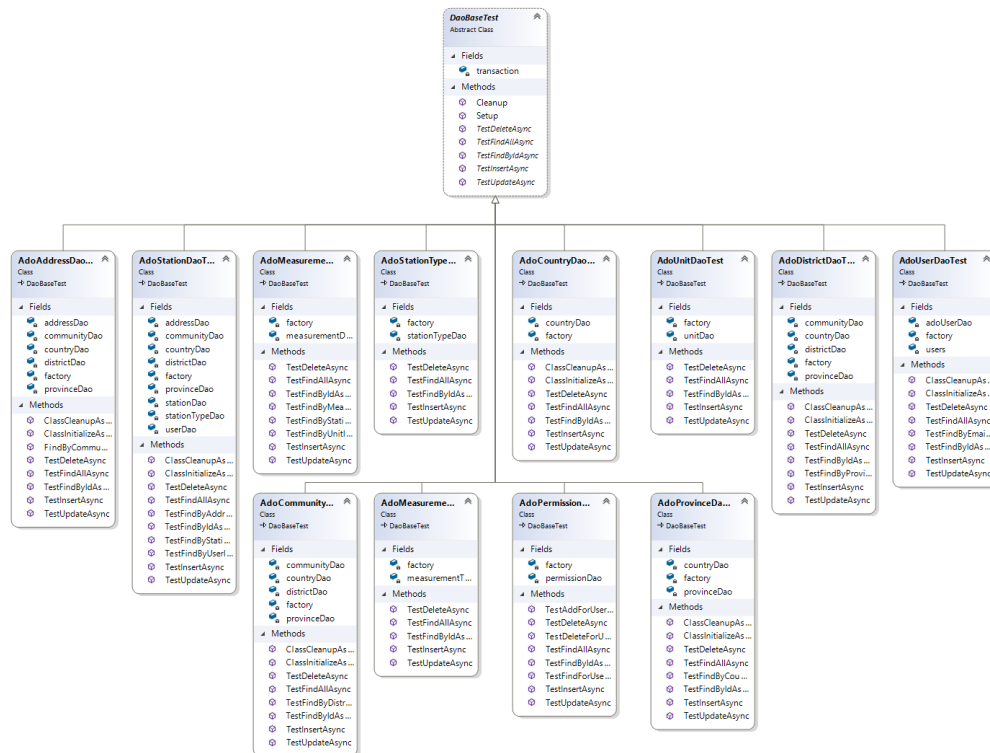 DaoBaseTest
Abstract Class
Fields
transaction
Methods
Cleanup
Setup
TestDeleteAsync
TestFindAllAsync
TestFindByIdAsync
TestInsertAsync
TestUpdateAsync
AdoAddressDao...
Class
DaoBaseTest
Fields
addressDao
communityDao
countryDao
districtDao
factory
provinceDao
Methods
ClassCleanupAs...
ClassInitializeAs...
FindByCommu...
TestDeleteAsync
TestFindAllAsync
TestFindByIdAs...
TestInsertAsync
TestUpdateAsync
AdoStationDaoT...
Class
DaoBaseTest
Fields
addressDao
communityDao
countryDao
districtDao
factory
provinceDao
stationDao
stationTypeDao
userDao
Methods
ClassCleanupAs...
ClassInitializeAs...
TestDeleteAsync
TestFindAllAsync
TestFindByAddr...
TestFindByIdAs...
TestFindByStati...
TestFindByUserI...
TestInsertAsync
TestUpdateAsync
AdoMeasureme...
Class
DaoBaseTest
Fields
factory
measurementD...
Methods
TestDeleteAsync
TestFindAllAsync
TestFindByIdAs...
TestFindByMea...
TestFindByStati...
TestFindByUnitI...
TestInsertAsync
TestUpdateAsync
AdoStationType...
Class
DaoBaseTest
Fields
factory
stationTypeDao
Methods
TestDeleteAsync
TestFindAllAsync
TestFindByIdAs...
TestInsertAsync
TestUpdateAsync
AdoCountryDao...
Class
DaoBaseTest
Fields
countryDao
factory
Methods
ClassCleanupAs...
ClassInitializeAs...
TestDeleteAsync
TestFindAllAsync
TestFindByIdAs...
TestInsertAsync
TestUpdateAsync
AdoUnitDaoTest
Class
DaoBaseTest
Fields
factory
unitDao
Methods
TestDeleteAsync
TestFindAllAsync
TestFindByIdAs...
TestInsertAsync
TestUpdateAsync
AdoDistrictDaoT...
Class
DaoBaseTest
Fields
communityDao
countryDao
districtDao
factory
provinceDao
Methods
ClassCleanupAs...
ClassInitializeAs...
TestDeleteAsync
TestFindAllAsync
TestFindByIdAs...
TestFindByProvi...
TestInsertAsync
TestUpdateAsync
AdoUserDaoTest
Class
DaoBaseTest
Fields
adoUserDao
factory
users
Methods
ClassCleanupAs...
ClassInitializeAs...
TestDeleteAsync
TestFindAllAsync
TestFindByEmai...
TestFindByIdAs...
TestInsertAsync
TestUpdateAsync
AdoCommunity...
Class
DaoBaseTest
Fields
communityDao
countryDao
districtDao
factory
provinceDao
Methods
ClassCleanupAs...
ClassInitializeAs...
TestDeleteAsync
TestFindAllAsync
TestFindByDistr...
TestFindByIdAs...
TestInsertAsync
TestUpdateAsync
AdoMeasureme...
Class
DaoBaseTest
Fields
factory
measurementT...
Methods
TestDeleteAsync
TestFindAllAsync
TestFindByIdAs...
TestInsertAsync
TestUpdateAsync
AdoPermission...
Class
DaoBaseTest
Fields
factory
permissionDao
Methods
TestAddForUser...
TestDeleteAsync
TestDeleteForU...
TestFindAllAsync
TestFindByIdAs...
TestFindForUse...
TestInsertAsync
TestUpdateAsync
AdoProvinceDa...
Class
DaoBaseTest
Fields
countryDao
factory
provinceDao
Methods
ClassCleanupAs...
ClassInitializeAs...
TestDeleteAsync
TestFindAllAsync
TestFindByCou...
TestFindByIdAs...
TestInsertAsync
TestUpdateAsync